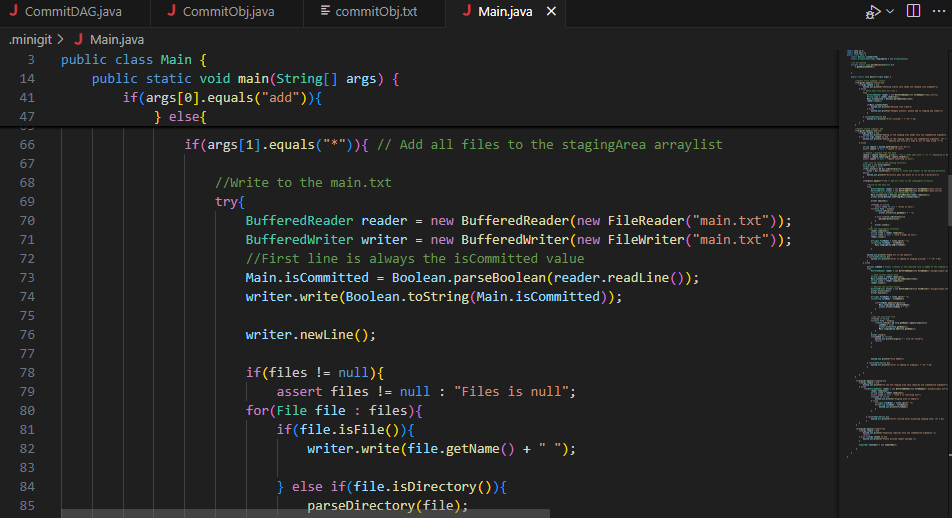 CommitDAG.java
CommitObj.java
commitObj.txt
Main.java
.minigit > Main.java
3 public class Main {
14 public static void main(String[] args) {
41 if(args[0].equals("add")){
47 } else{
66 if(args[1].equals("*")){ // Add all files to the stagingArea arraylist
67
68 //Write to the main.txt
69 try{
70 BufferedReader reader = new BufferedReader(new FileReader("main.txt"));
71 BufferedWriter writer = new BufferedWriter(new FileWriter("main.txt"));
72 //First line is always the isCommitted value
73 Main.isCommitted = Boolean.parseBoolean(reader.readLine());
74 writer.write(Boolean.toString(Main.isCommitted));
75
76 writer.newLine();
77
78 if(files != null){
79 assert files != null : "Files is null";
80 for(File file : files){
81 if(file.isFile()){
82 writer.write(file.getName() + " ");
83
84 } else if(file.isDirectory()){
85 parseDirectory(file);